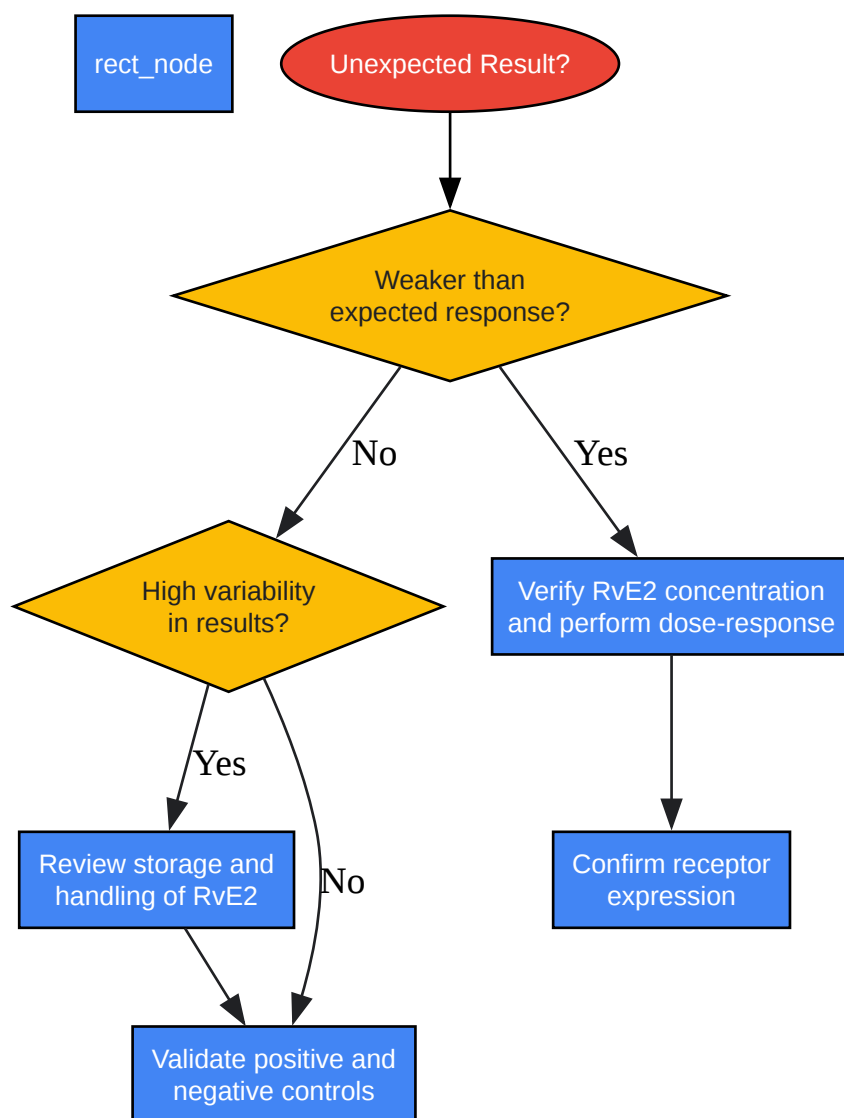 rect_node
Unexpected Result?
Weaker than
expected response?
No
Yes
High variability
in results?
Verify RvE2 concentration
and perform dose-response
Yes
No
Review storage and
handling of RvE2
Confirm receptor
expression
Validate positive and
negative controls